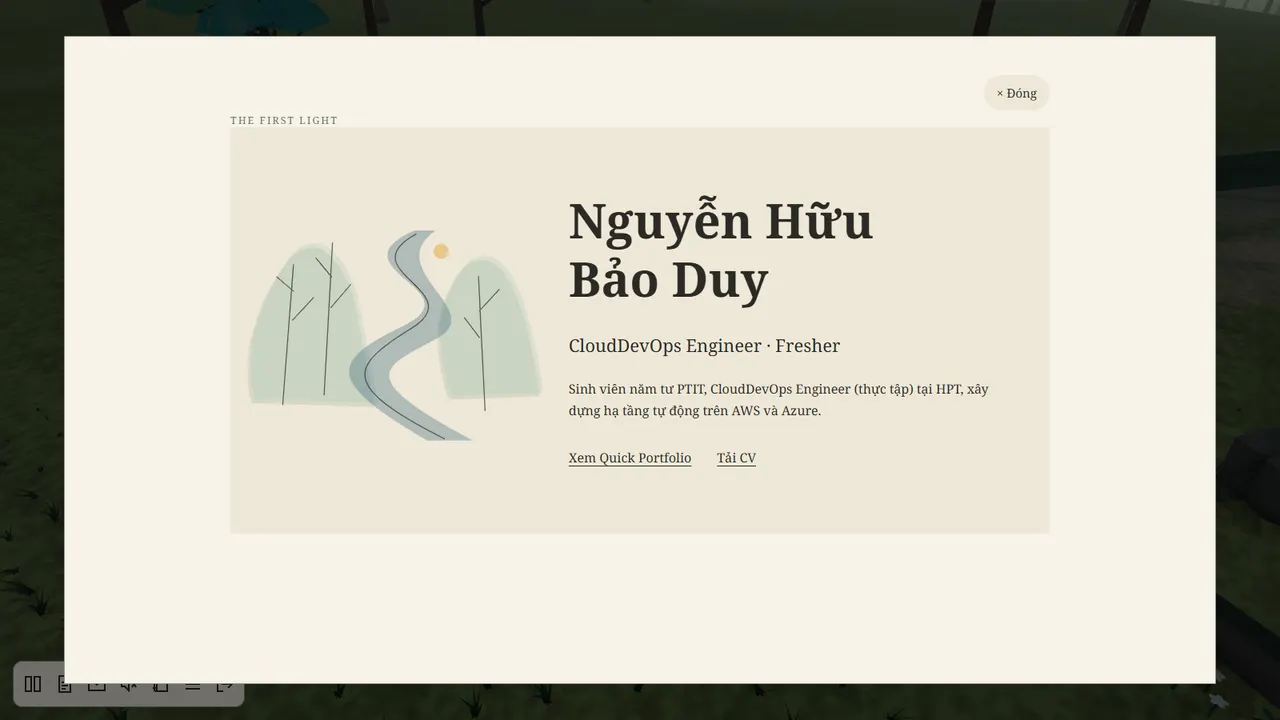 × Đóng
THE FIRST LIGHT
Nguyễn Hữu
Bảo Duy
CloudDevOps Engineer · Fresher
Sinh viên năm tư PTIT, CloudDevOps Engineer (thực tập) tại HPT, xây
dựng hạ tầng tự động trên AWS và Azure.
Xem Quick Portfolio Tải CV